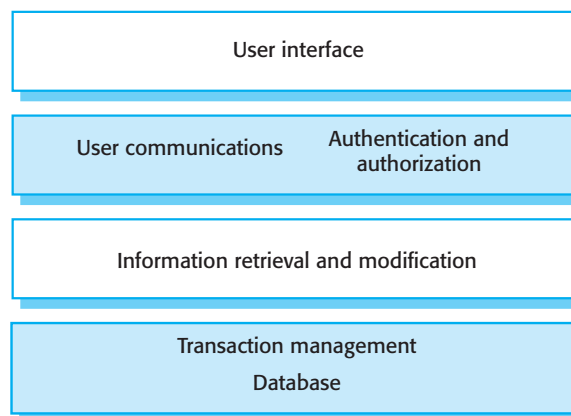 User interface
User communications
Authentication and
authorization
Information retrieval and modification
Transaction management
Database